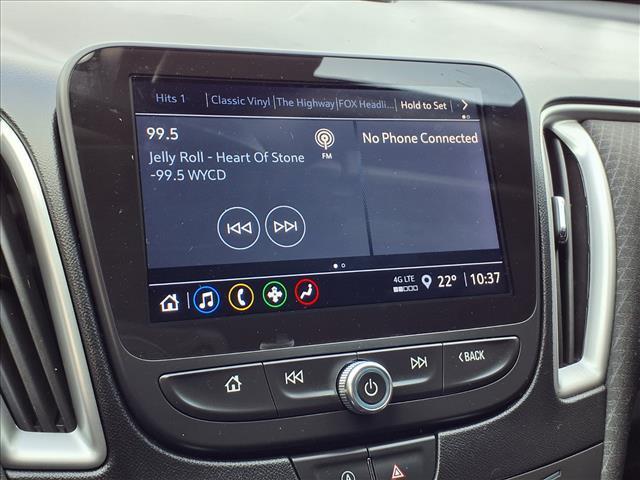 Hits 1 | Classic Vinyl | The Highway | FOX Headli... | Hold to Set
99.5
FM
No Phone Connected
Jelly Roll - Heart Of Stone
-99.5 WYCD
4G LTE
22° 10:37
BACK
A